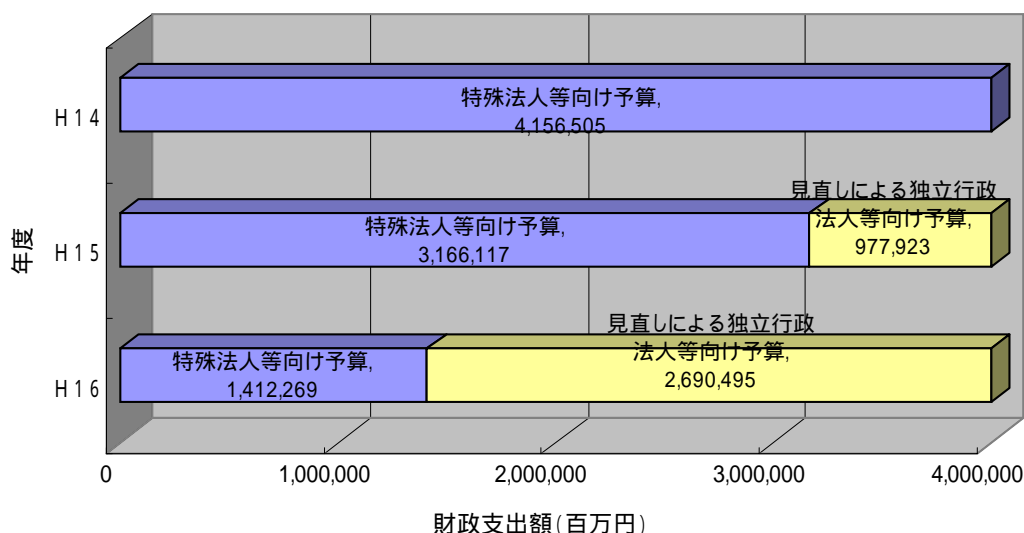 特殊法人等向け予算,
4,156,505
H14
見直しによる独立行政
法人等向け予算,
977,923
特殊法人等向け予算,
3,166,117
H15
年度
見直しによる独立行政
法人等向け予算,
2,690,495
特殊法人等向け予算,
1,412,269
H16
0
1,000,000
2,000,000
3,000,000
4,000,000
財政支出額(百万円)